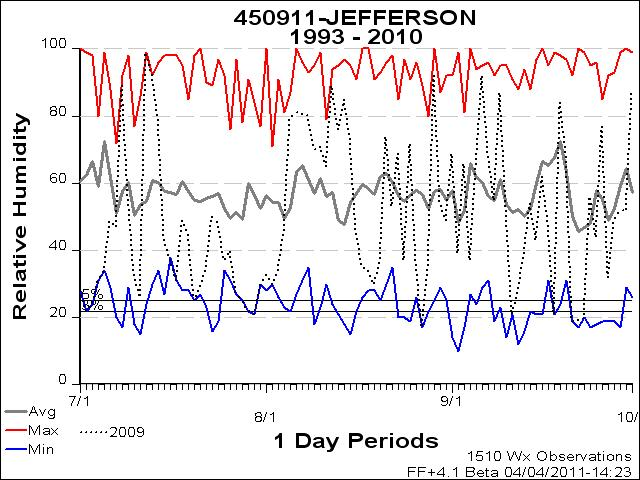 450911-JEFFERSON
1993 - 2010
Relative Humidity
100
80
60
40
20
0
5%
7/1
8/1
9/1
10/
1 Day Periods
Avg
Max
Min
2009
1510 Wx Observations
FF+4.1 Beta 04/04/2011-14:23